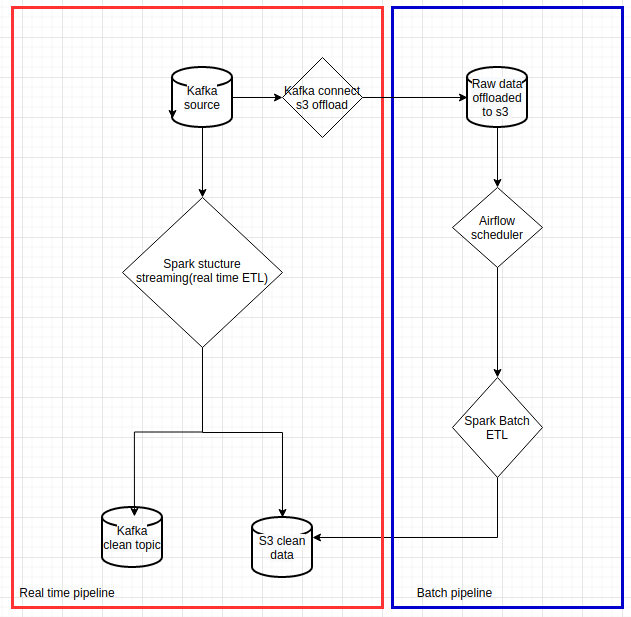 Kafka
source
Kafka connect
s3 offload
Raw data
offloaded
to s3
Airflow
scheduler
Spark stucture
streaming(real time ETL)
Spark Batch
ETL
Kafka
clean topic
S3 clean
data
Real time pipeline
Batch pipeline